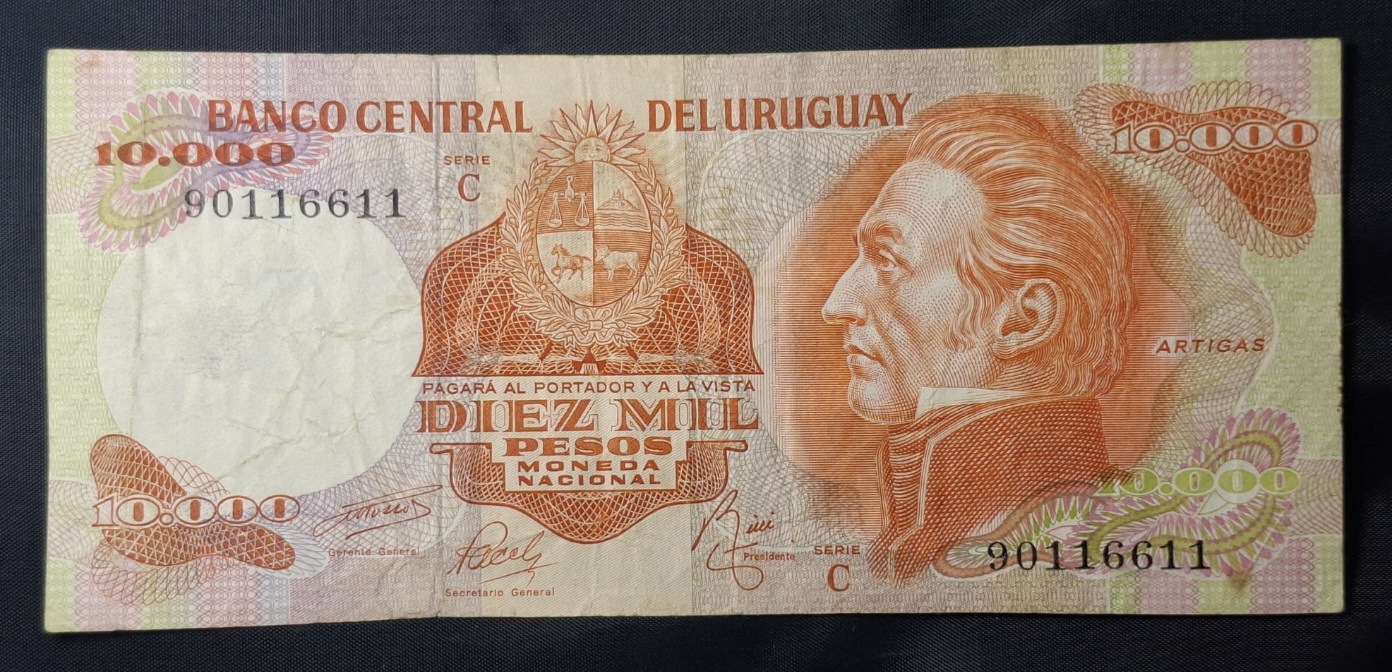 BANCO CENTRAL DEL URUGUAY
10.000
10.000
SERIE
C
90116611
ARTIGAS
PAGARÁ AL PORTADOR Y A LA VISTA
DIEZ MIL
PESOS
MONEDA
NACIONAL
10.000
10.000
Gerente General
Secretario General
Presidente
SERIE
C
90116611